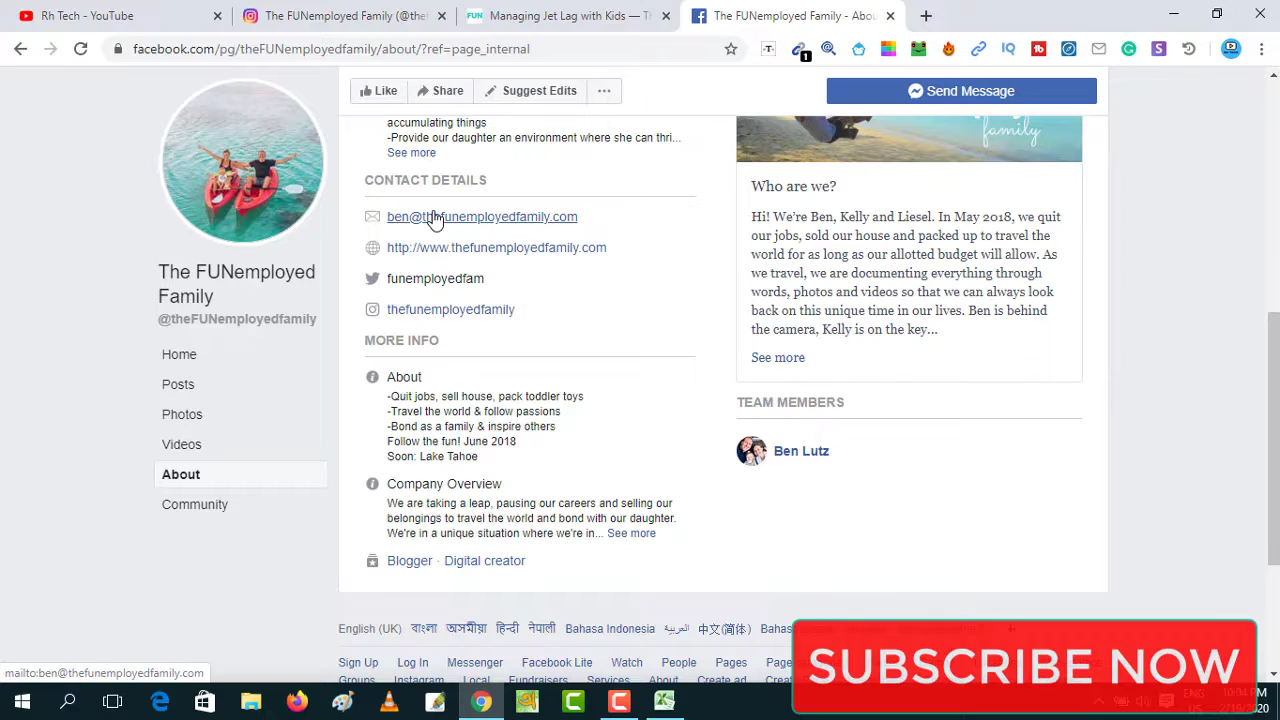 Rh Tech - YouTube
The FUNemployed Family (@the
FUN
Managing Jet Lag with Kids — The
The FUNemployed Family - Abou
facebook.com/pg/theFUNemployedfamily/about/?ref=page_internal
Like
Share
Suggest Edits
Send Message
accumulating things
-Provide our daughter an environment where she can thri...
See more
CONTACT DETAILS
ben@thefunemployedfamily.com
http://www.thefunemployedfamily.com
funemployedfam
thefunemployedfamily
MORE INFO
About
-Quit jobs, sell house, pack toddler toys
-Travel the world & follow passions
-Bond as a family & inspire others
Follow the fun! June 2018
Soon: Lake Tahoe
Company Overview
We are taking a leap, pausing our careers and selling our
belongings to travel the world and bond with our daughter.
We're in a unique situation where we're in... See more
Blogger · Digital creator
The FUNemployed
Family
@theFUNemployedfamily
Home
Posts
Photos
Videos
About
Community
family
Who are we?
Hi! We're Ben, Kelly and Liesel. In May 2018, we quit
our jobs, sold our house and packed up to travel the
world for as long as our allotted budget will allow. As
we travel, we are documenting everything through
words, photos and videos so that we can always look
back on this unique time in our lives. Ben is behind
the camera, Kelly is on the key...
See more
TEAM MEMBERS
Ben Lutz
English (UK) বাংলা অসমীয়া हिन्दी नेपाली Bahasa Indonesia العربية 中文(简体)
Sign Up Log In Messenger Facebook Lite Watch People Pages
Groups Instagram Local Fundraisers Services About Create ad
mailto:ben@thefunemployedfamily.com
SUBSCRIBE NOW
ENG
10:04 PM
2/19/2020